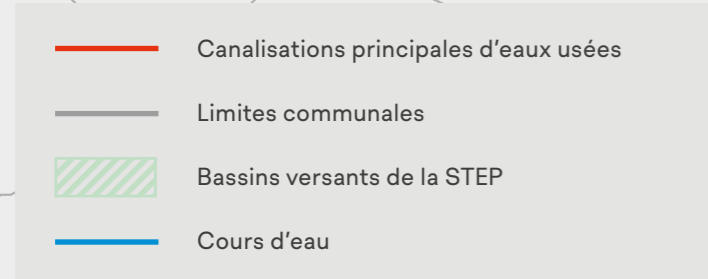 Canalisations principales d'eaux usées
Limites communales
Bassins versants de la STEP
Cours d'eau